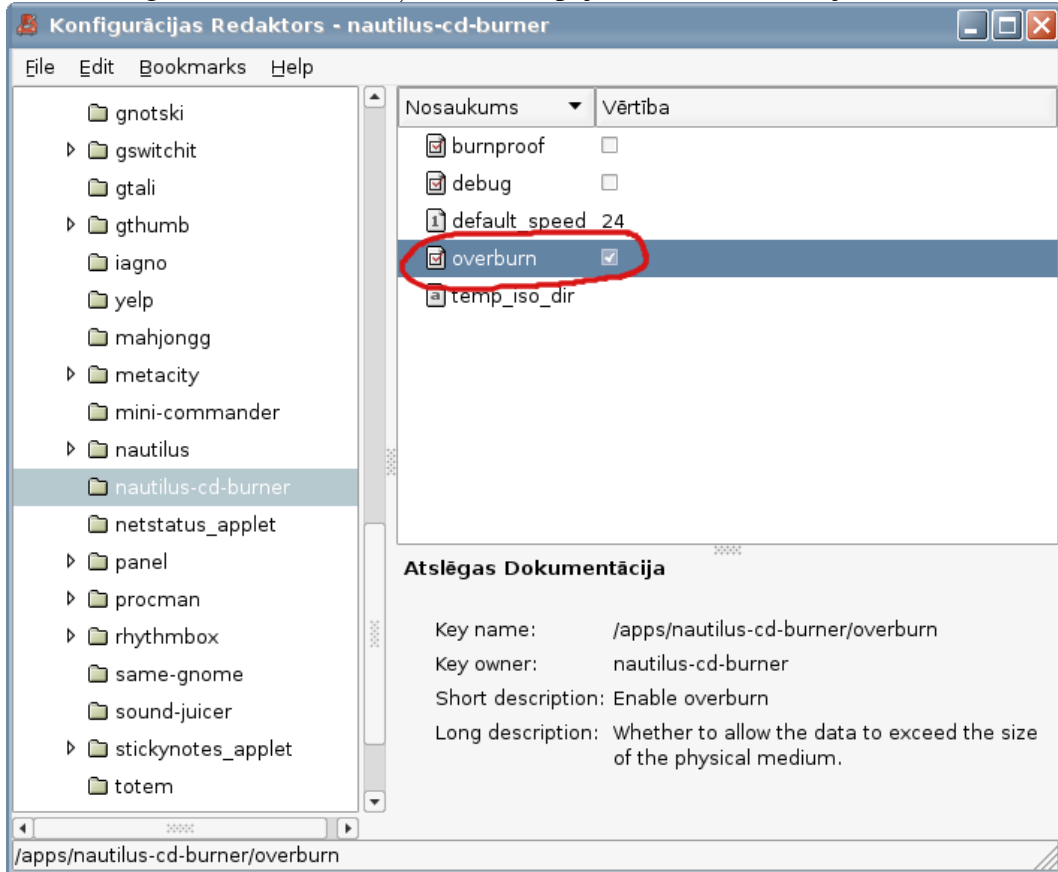 Konfigurācijas Redaktors - nautilus-cd-burner
File Edit Bookmarks Help
gnotski
gswitchit
gtali
gthumb
iagno
yelp
mahjongg
metacity
mini-commander
nautilus
nautilus-cd-burner
netstatus_applet
panel
procman
rhythmbox
same-gnome
sound-juicer
stickynotes_applet
totem
Nosaukums Vērtība
burnproof
debug
default_speed 24
overburn
temp_iso_dir
Atslēgas Dokumentācija
Key name: /apps/nautilus-cd-burner/overburn
Key owner: nautilus-cd-burner
Short description: Enable overburn
Long description: Whether to allow the data to exceed the size
of the physical medium.
/apps/nautilus-cd-burner/overburn